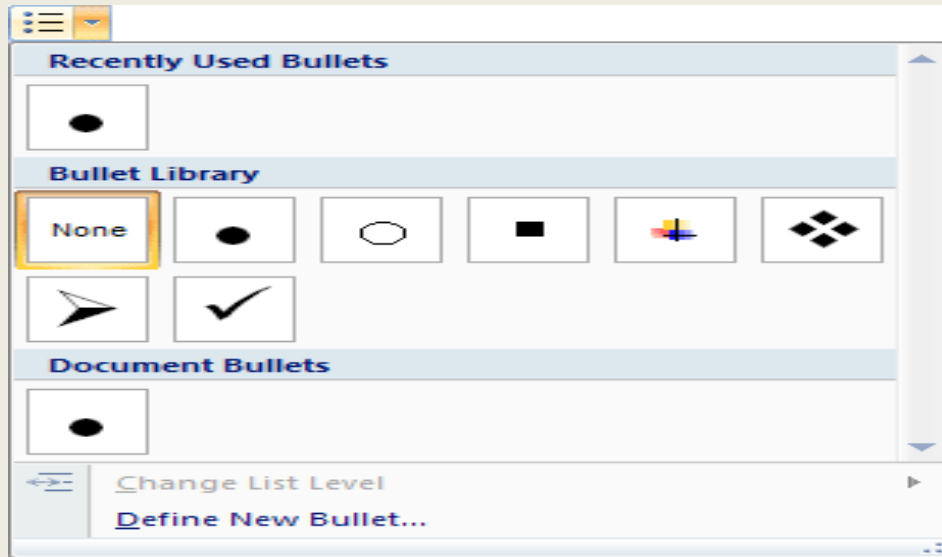 Recently Used Bullets
Bullet Library
None
Document Bullets
Change List Level
Define New Bullet...